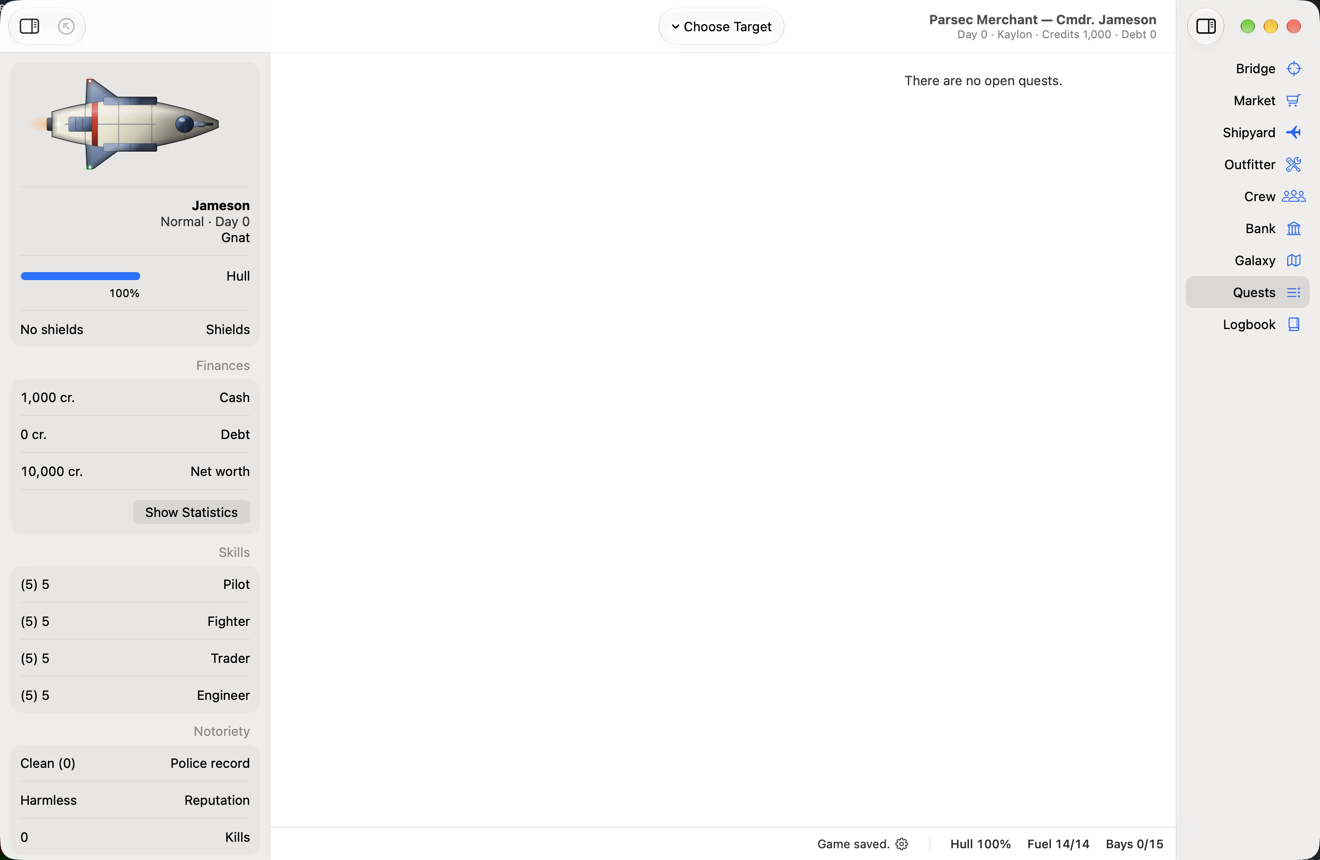 Choose Target
Parsec Merchant — Cmdr. Jameson
Day 0 · Kaylon · Credits 1,000 · Debt 0
Bridge
Market
Shipyard
Outfitter
Crew
Bank
Galaxy
Quests
Logbook
There are no open quests.
Jameson
Normal · Day 0
Gnat
Hull
100%
Shields No shields
Finances
Cash 1,000 cr.
Debt 0 cr.
Net worth 10,000 cr.
Show Statistics
Skills
Pilot (5) 5
Fighter (5) 5
Trader (5) 5
Engineer (5) 5
Notoriety
Police record Clean (0)
Reputation Harmless
Kills 0
Game saved.
Hull 100% Fuel 14/14 Bays 0/15